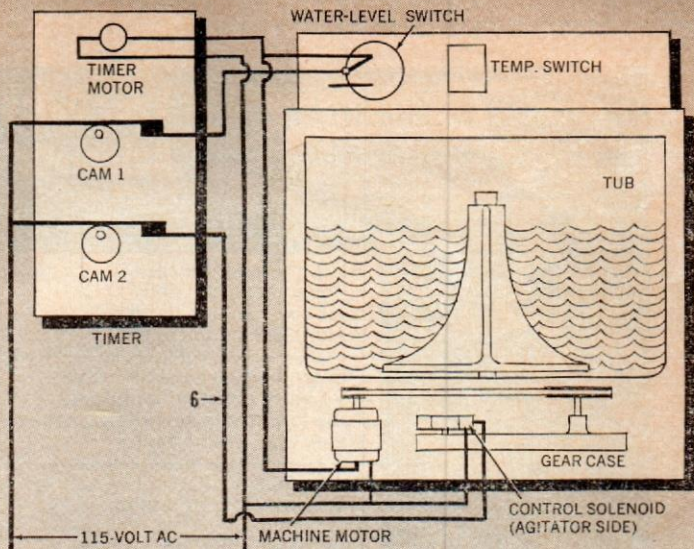 WATER-LEVEL SWITCH
TIMER
MOTOR
TEMP. SWITCH
CAM 1
TUB
CAM 2
TIMER
6
GEAR CASE
115-VOLT AC
MACHINE MOTOR
CONTROL SOLENOID
(AGITATOR SIDE)